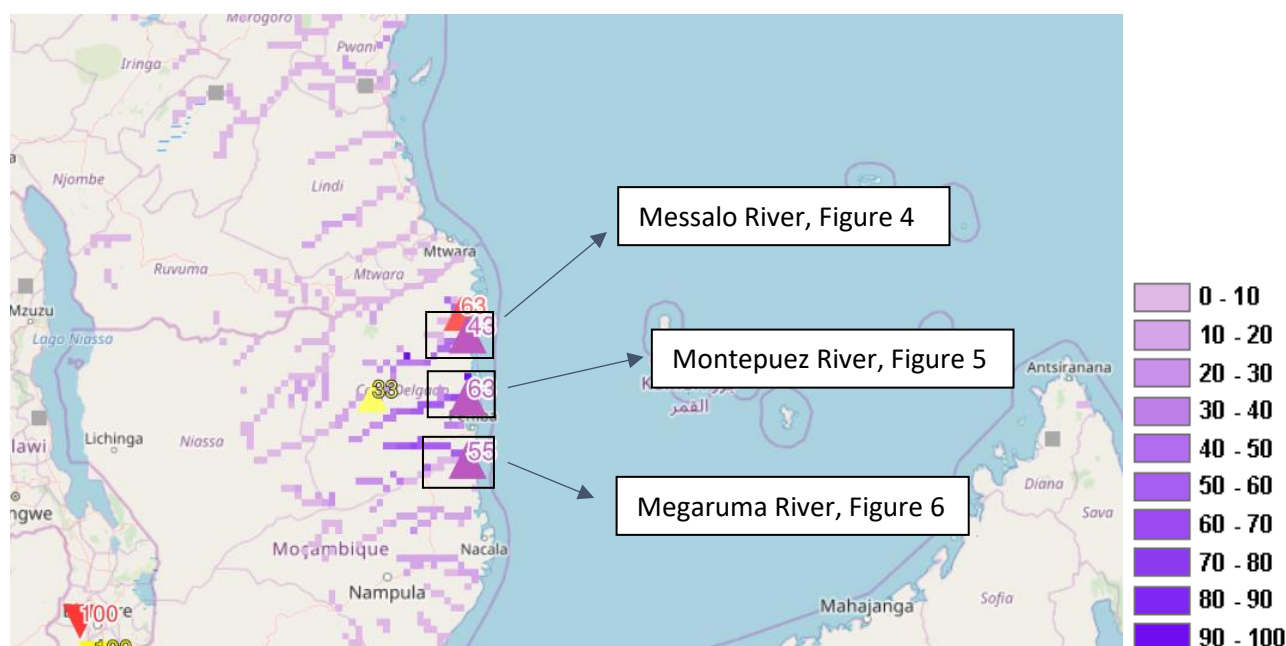 Morogoro
Pwani
Iringa
Njombe
Lindi
Mtwara
Ruvuma
Mtwara
Mzuzu
Lago Niassa
63
43
Messalo River, Figure 4
Montepuez River, Figure 5
Megaruma River, Figure 6
33
63
55
القمر
Antsiranana
Lichinga
Niassa
Diana
Sava
Moçambique
Nacala
Nampula
Mahajanga
Sofia
100
0 - 10
10 - 20
20 - 30
30 - 40
40 - 50
50 - 60
60 - 70
70 - 80
80 - 90
90 - 100